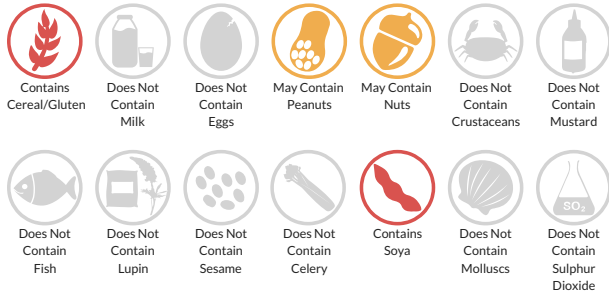 Contains
Cereal/Gluten
Does Not
Contain
Milk
Does Not
Contain
Eggs
May Contain
Peanuts
May Contain
Nuts
Does Not
Contain
Crustaceans
Does Not
Contain
Mustard
Does Not
Contain
Fish
Does Not
Contain
Lupin
Does Not
Contain
Sesame
Does Not
Contain
Celery
Contains
Soya
Does Not
Contain
Molluscs
SO₂
Does Not
Contain
Sulphur
Dioxide